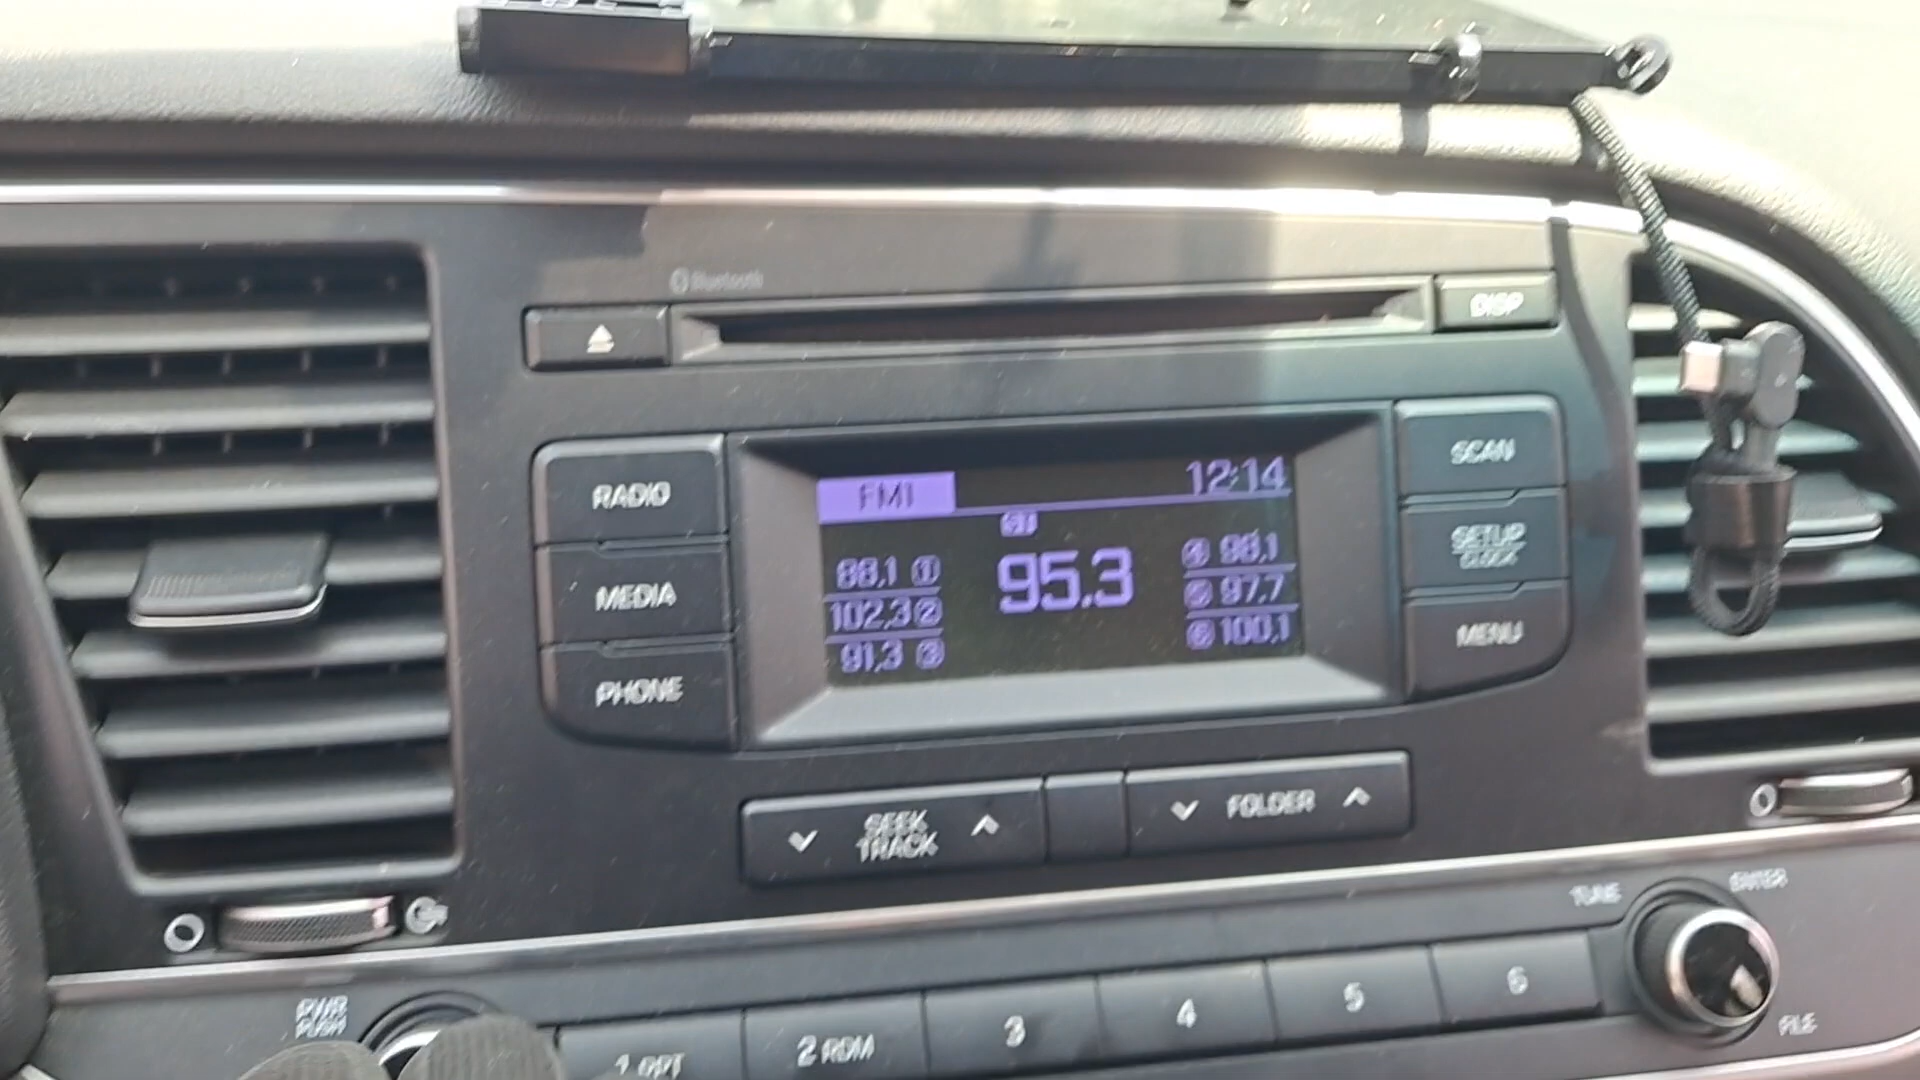 Bluetooth
DISP
RADIO
MEDIA
PHONE
FM1
12:14
ST
95.3
88.1 1
102.3 2
91.3 3
4 98.1
5 97.7
6 100.1
SCAN
SETUP
CLOCK
MENU
SEEK
TRACK
FOLDER
TUNE
ENTER
FILE
PWR
PUSH
1 RPT
2 RDM
3
4
5
6